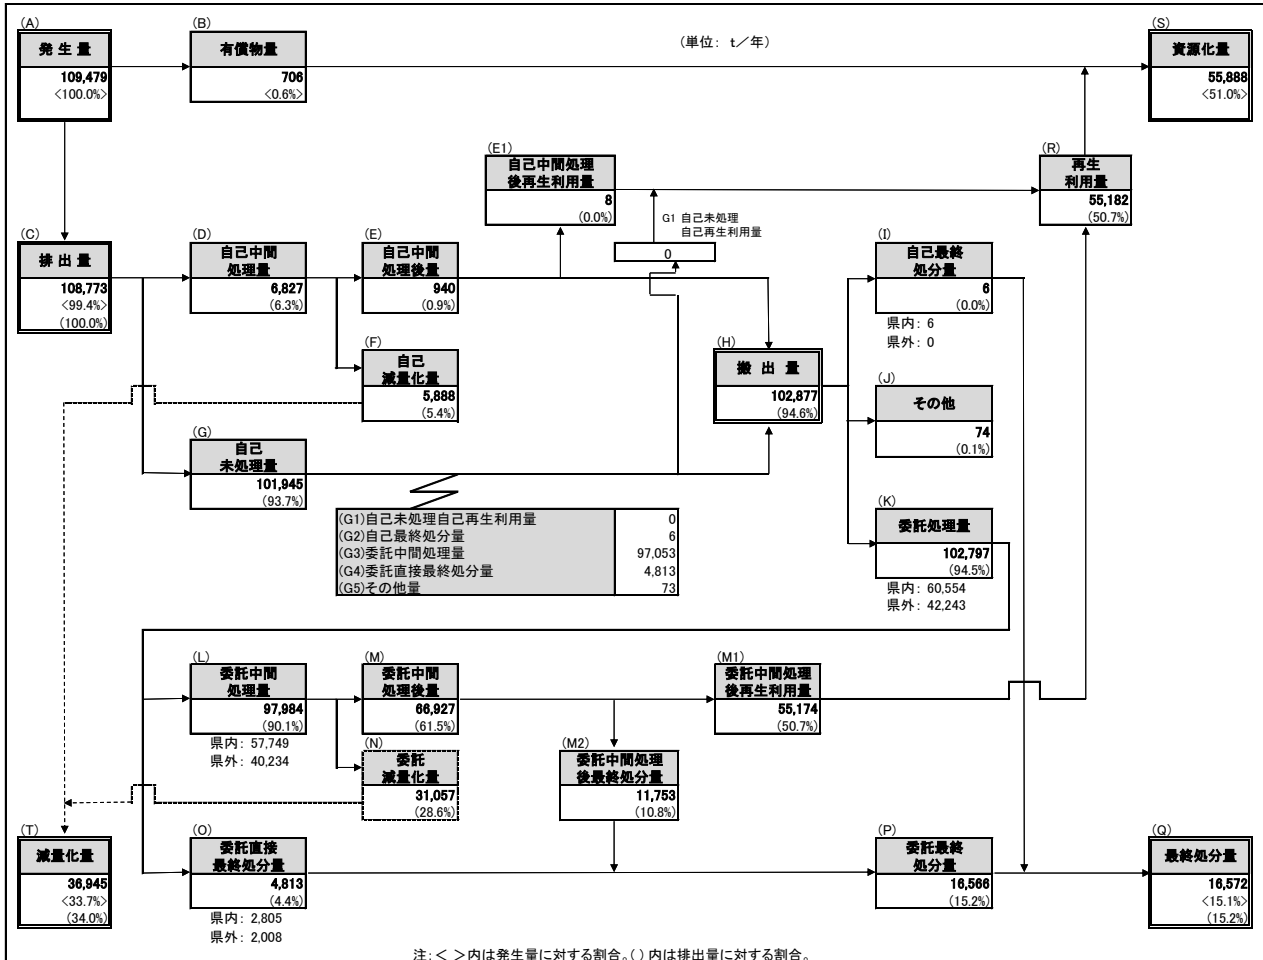 (A)
発 生 量
109,479
<100.0%>
(B)
有償物量
706
<0.6%>
(単位: t/年)
(S)
資源化量
55,888
<51.0%>
(E1)
自己中間処理
後再生利用量
8
(0.0%)
(R)
再生
利用量
55,182
(50.7%)
G1 自己未処理
自己再生利用量
0
(C)
排 出 量
108,773
<99.4%>
(100.0%)
(D)
自己中間
処理量
6,827
(6.3%)
(E)
自己中間
処理後量
940
(0.9%)
(I)
自己最終
処分量
6
(0.0%)
県内: 6
県外: 0
(F)
自己
減量化量
5,888
(5.4%)
(H)
搬 出 量
102,877
(94.6%)
(J)
その他
74
(0.1%)
(G)
自己
未処理量
101,945
(93.7%)
(G1)自己未処理自己再生利用量 0
(G2)自己最終処分量 6
(G3)委託中間処理量 97,053
(G4)委託直接最終処分量 4,813
(G5)その他量 73
(K)
委託処理量
102,797
(94.5%)
県内: 60,554
県外: 42,243
(L)
委託中間
処理量
97,984
(90.1%)
県内: 57,749
県外: 40,234
(M)
委託中間
処理後量
66,927
(61.5%)
(M1)
委託中間処理
後再生利用量
55,174
(50.7%)
(N)
委託
減量化量
31,057
(28.6%)
(M2)
委託中間処理
後最終処分量
11,753
(10.8%)
(T)
減量化量
36,945
<33.7%>
(34.0%)
(O)
委託直接
最終処分量
4,813
(4.4%)
県内: 2,805
県外: 2,008
(P)
委託最終
処分量
16,566
(15.2%)
(Q)
最終処分量
16,572
<15.1%>
(15.2%)
注:< >内は発生量に対する割合。( )内は排出量に対する割合。